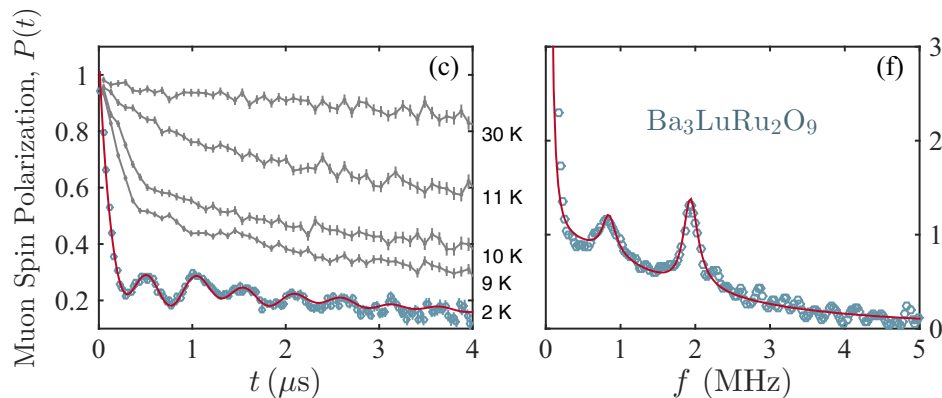 Muon Spin Polarization, P(t)
1
0.8
0.6
0.4
0.2
0
1
2
3
4
t (μs)
(c)
30 K
11 K
10 K
9 K
2 K
(f)
Ba₃LuRu₂O₉
3
2
1
0
0
1
2
3
4
5
f (MHz)